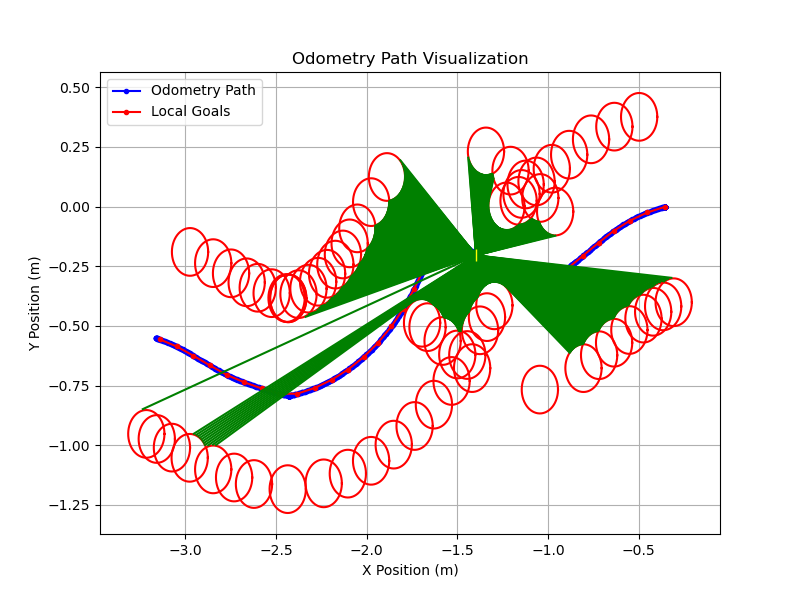 Odometry Path Visualization
Odometry Path
Local Goals
Y Position (m)
0.50
0.25
0.00
−0.25
−0.50
−0.75
−1.00
−1.25
−3.0 −2.5 −2.0 −1.5 −1.0 −0.5
X Position (m)